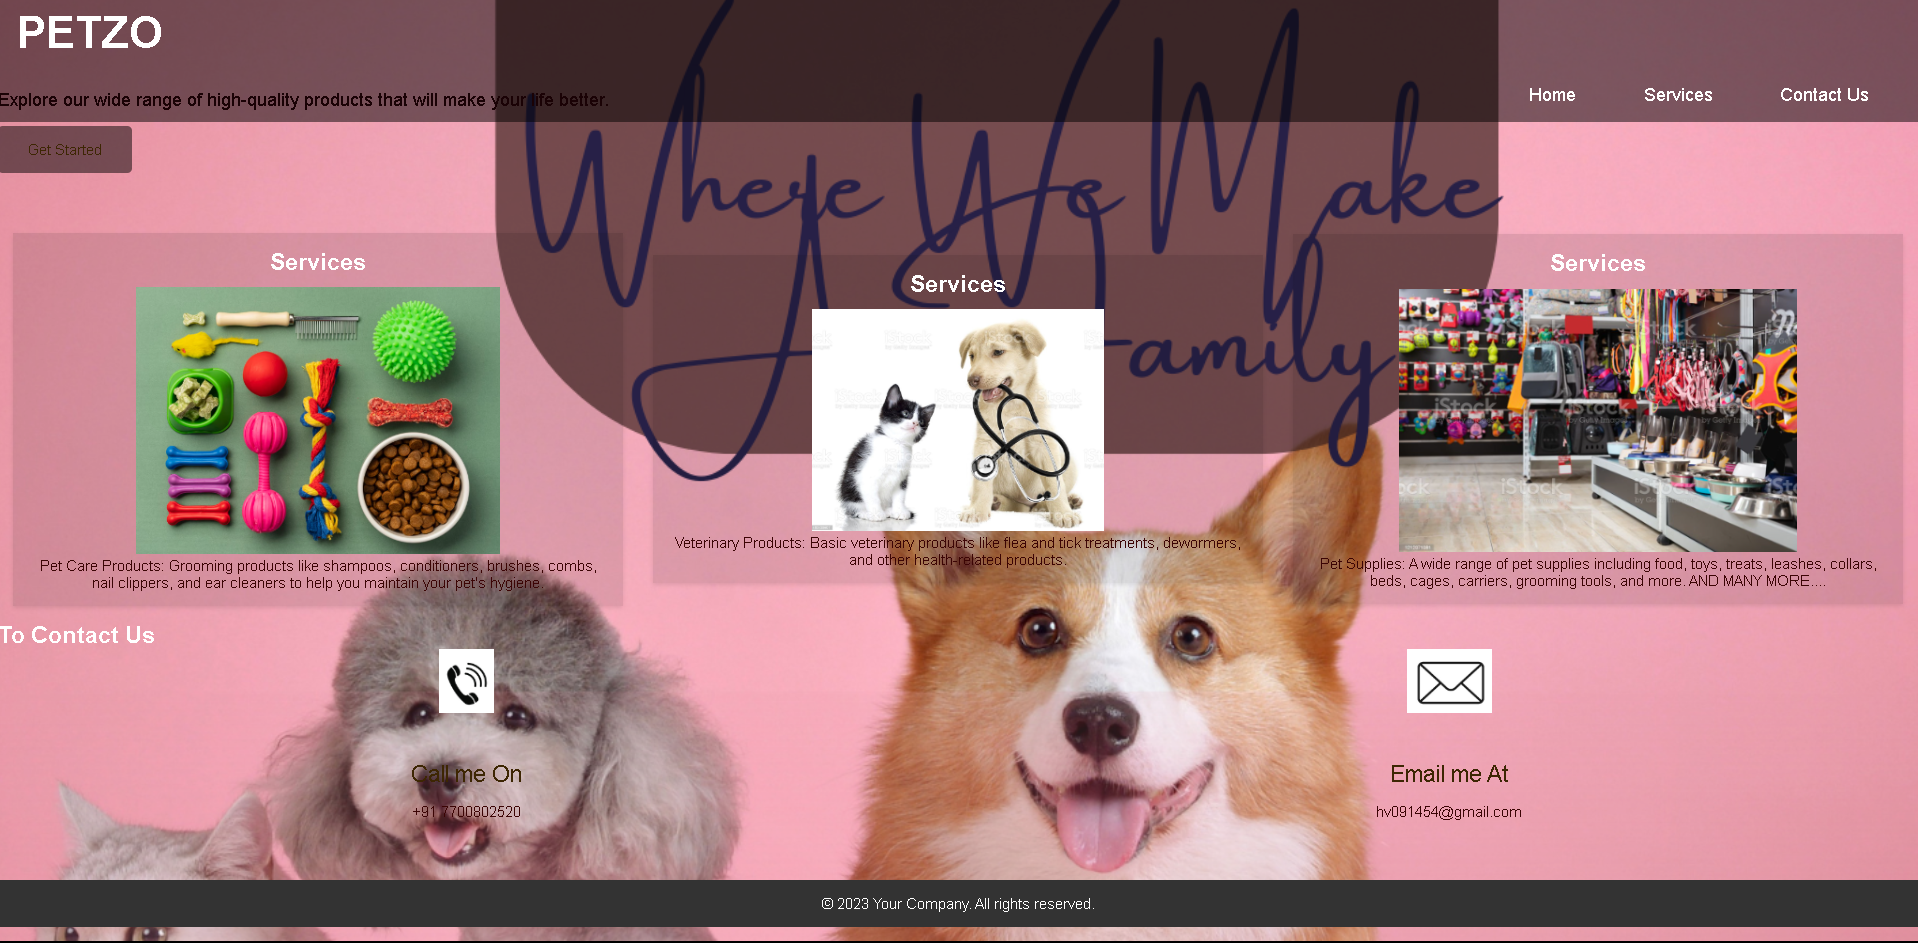 PETZO
Explore our wide range of high-quality products that will make your life better.
Home
Services
Contact Us
Get Started
Where We Make
Family
Services
Services
Services
iStock
iStock
iStock
iStock
Pet Care Products: Grooming products like shampoos, conditioners, brushes, combs,
nail clippers, and ear cleaners to help you maintain your pet's hygiene.
Veterinary Products: Basic veterinary products like flea and tick treatments, dewormers,
and other health-related products.
Pet Supplies: A wide range of pet supplies including food, toys, treats, leashes, collars,
beds, cages, carriers, grooming tools, and more. AND MANY MORE....
To Contact Us
Call me On
+91 7700802520
Email me At
hv091454@gmail.com
© 2023 Your Company. All rights reserved.